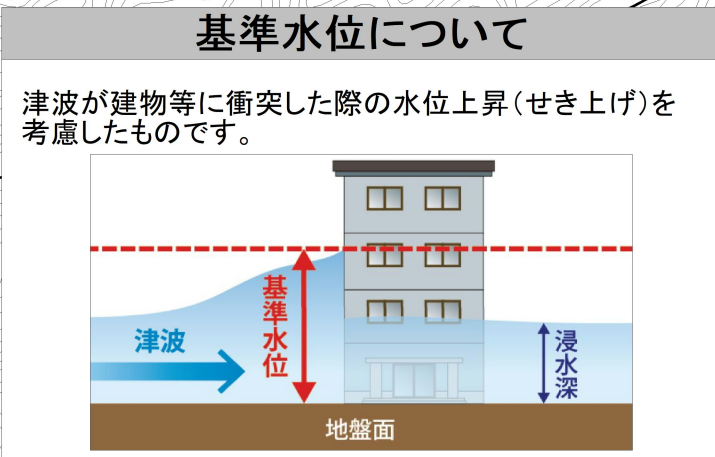 基準水位について
津波が建物等に衝突した際の水位上昇（せき上げ）を
考慮したものです。
基準水位
津波
浸水深
地盤面